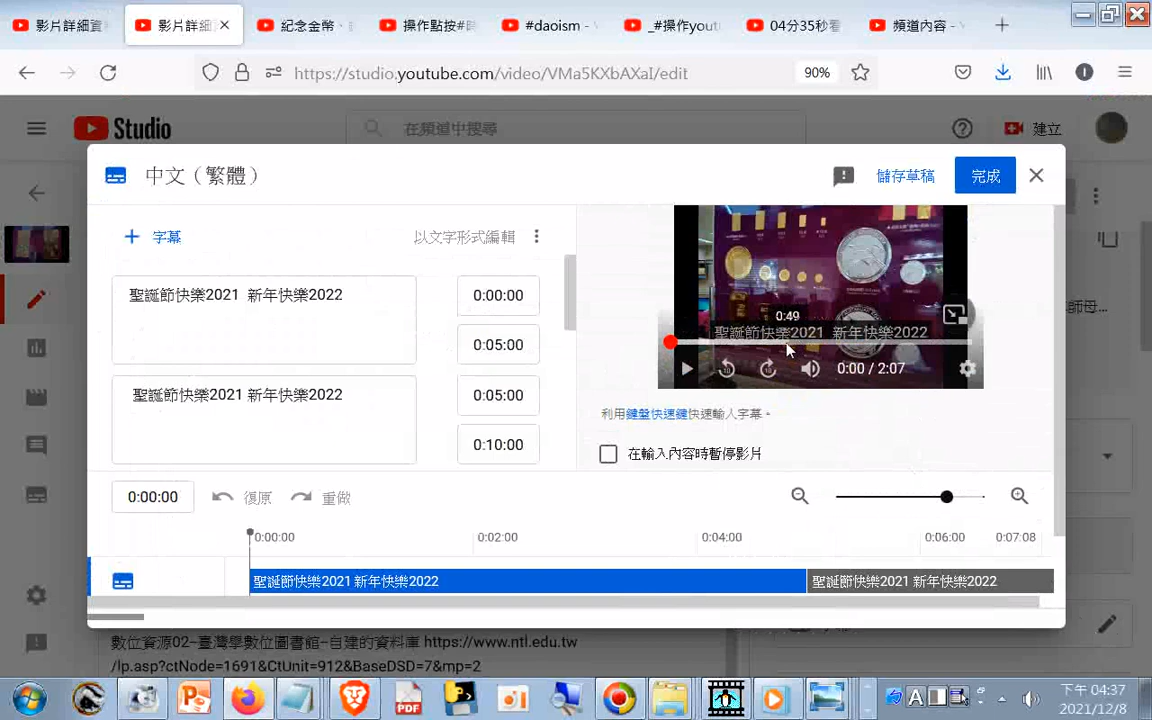 影片詳細資
影片詳細
紀念金幣、
操作點按#
#daoism -
_#操作yout
04分35秒看
頻道內容 -
https://studio.youtube.com/video/VMa5KXbAXaI/edit
90%
Studio
在頻道中搜尋
建立
中文（繁體）
儲存草稿
完成
字幕
以文字形式編輯
聖誕節快樂2021 新年快樂2022
0:00:00
0:05:00
聖誕節快樂2021 新年快樂2022
0:05:00
0:10:00
0:49
聖誕節快樂2021 新年快樂2022
0:00 / 2:07
利用鍵盤快速鍵快速輸入字幕。
在輸入內容時暫停影片
師母...
0:00:00
復原
重做
0:00:00
0:02:00
0:04:00
0:06:00
0:07:08
聖誕節快樂2021 新年快樂2022
聖誕節快樂2021 新年快樂2022
數位資源02--臺灣學數位圖書館--自建的資料庫 https://www.ntl.edu.tw
/lp.asp?ctNode=1691&CtUnit=912&BaseDSD=7&mp=2
下午 04:37
2021/12/8